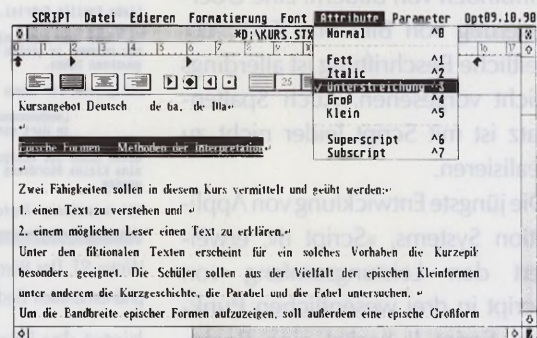 SCRIPT Datei Edieren Formatierung Font Attribute Parameter Opt09.10.90
*D:\KURS.STX
Normal ^0
Fett ^1
Italic ^2
√ Unterstreichung ^3
Groß ^4
Klein ^5
Superscript ^6
Subscript ^7
25
Kursangebot Deutsch de 6a, de 10a
Epische Formen Methoden der Interpretation
Zwei Fähigkeiten sollen in diesem Kurs vermittelt und geübt werden:
1. einen Text zu verstehen und
2. einem möglichen Leser einen Text zu erklären.
Unter den fiktionalen Texten erscheint für ein solches Vorhaben die Kurzepik
besonders geeignet. Die Schüler sollen aus der Vielfalt der epischen Kleinformen
unter anderem die Kurzgeschichte, die Parabel und die Fabel untersuchen.
Um die Bandbreite epischer Formen aufzuzeigen, soll außerdem eine epische Großform